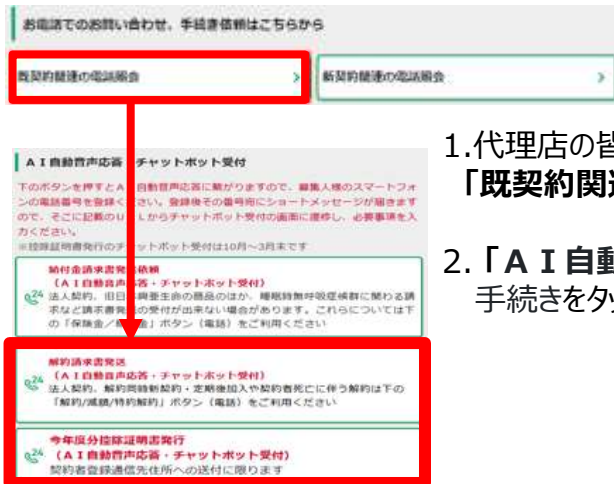 お電話でのお問い合わせ、手続き依頼はこちらから
既契約関連の電話照会
新契約関連の電話照会
AI自動音声応答 チャットボット受付
下のボタンを押すとA 自動音声応答に繋がりますので、募集人様のスマートフォ
ンの電話番号を登録く さい。登録後その番号宛にショートメッセージが届きます
ので、そこに記載のU Lからチャットボット受付の画面に遷移し、必要事項を入
力ください。
※控除証明書発行のチ ットボット受付は10月~3月末です
給付金請求書発 依頼
(AI自動音声 答・チャットボット受付)
法人契約、旧日 興亜生命の商品のほか、睡眠時無呼吸症候群に関わる請
求など請求書発 の受付が出来ない場合があります。これらについては下
の「保険金/ 金」ボタン(電話)をご利用ください
解約請求書発送
(AI自動音声応答・チャットボット受付)
法人契約、解約同時新契約・定期後加入や契約者死亡に伴う解約は下の
「解約/減額/特約解約」ボタン(電話)をご利用ください
今年度分控除証明書発行
(AI自動音声応答・チャットボット受付)
契約者登録通信先住所への送付に限ります
1.代理店の皆
「既契約関連
2.「AI自動
手続きをタッ